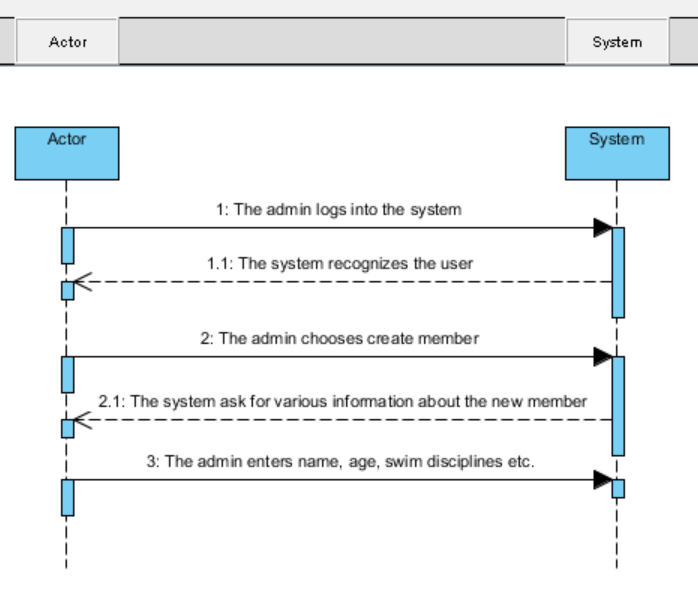 Actor
System
Actor
System
1: The admin logs into the system
1.1: The system recognizes the user
2: The admin chooses create member
2.1: The system ask for various information about the new member
3: The admin enters name, age, swim disciplines etc.